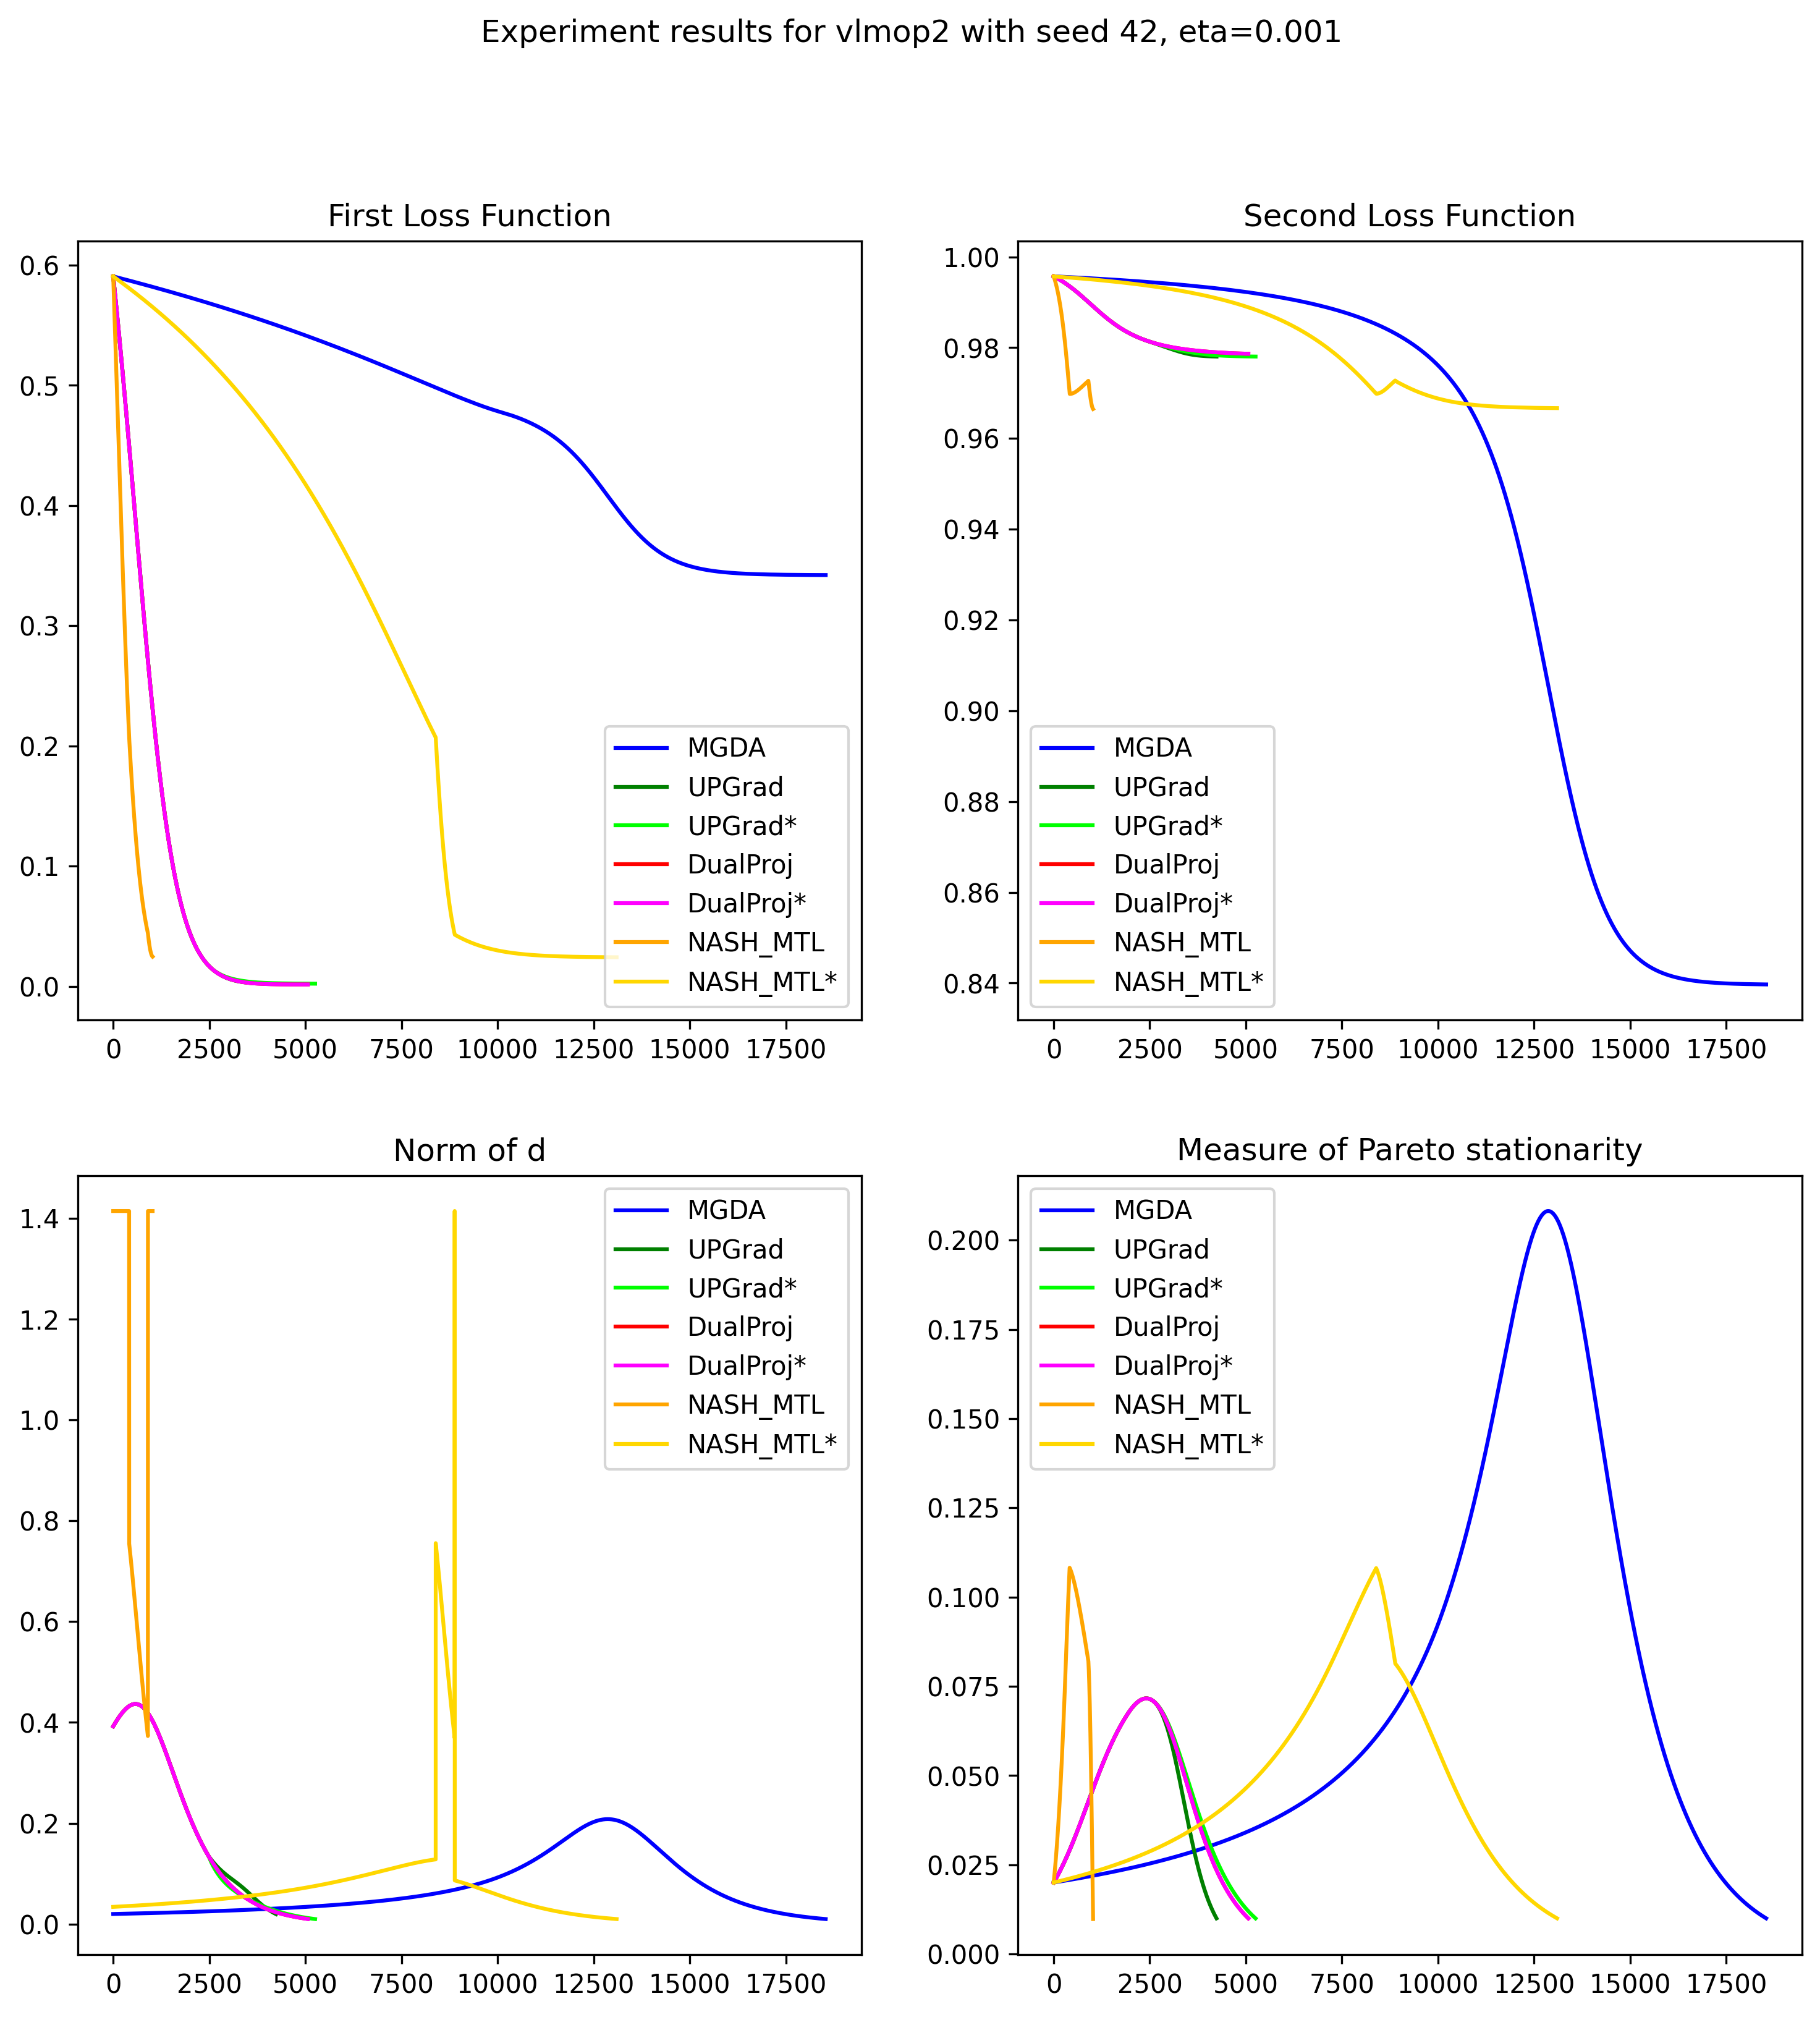 Experiment results for vlmop2 with seed 42, eta=0.001
First Loss Function
0.6
0.5
0.4
0.3
0.2
0.1
0.0
0 2500 5000 7500 10000 12500 15000 17500
MGDA
UPGrad
UPGrad*
DualProj
DualProj*
NASH_MTL
NASH_MTL*
Second Loss Function
1.00
0.98
0.96
0.94
0.92
0.90
0.88
0.86
0.84
0 2500 5000 7500 10000 12500 15000 17500
MGDA
UPGrad
UPGrad*
DualProj
DualProj*
NASH_MTL
NASH_MTL*
Norm of d
1.4
1.2
1.0
0.8
0.6
0.4
0.2
0.0
0 2500 5000 7500 10000 12500 15000 17500
MGDA
UPGrad
UPGrad*
DualProj
DualProj*
NASH_MTL
NASH_MTL*
Measure of Pareto stationarity
0.200
0.175
0.150
0.125
0.100
0.075
0.050
0.025
0.000
0 2500 5000 7500 10000 12500 15000 17500
MGDA
UPGrad
UPGrad*
DualProj
DualProj*
NASH_MTL
NASH_MTL*